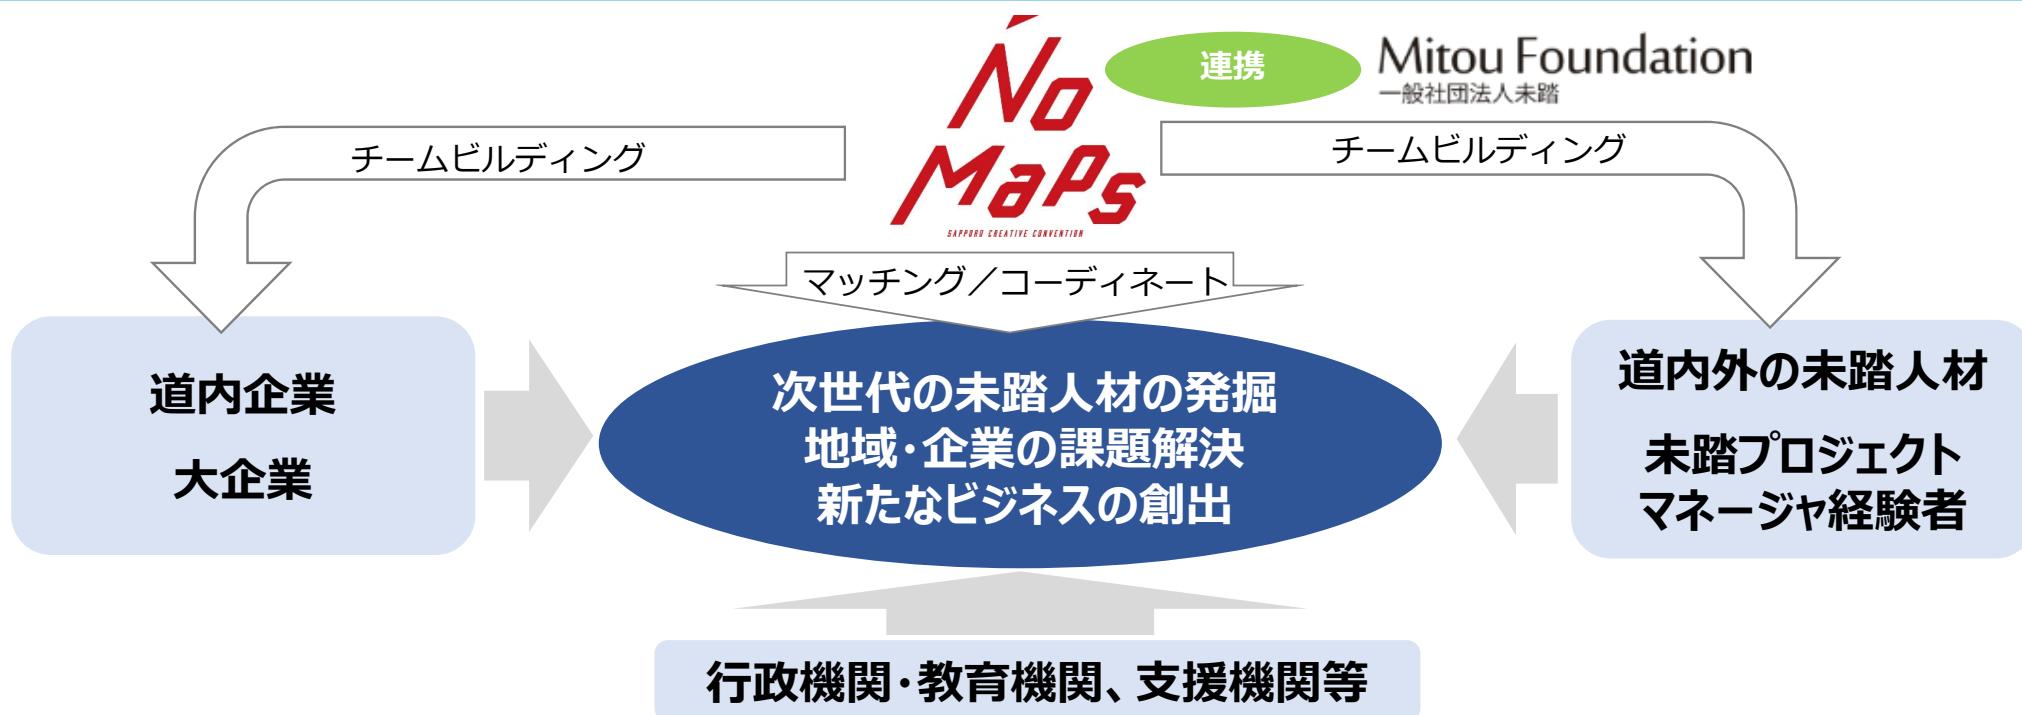 No
Maps
SAPPORO CREATIVE CONVENTION
連携
Mitou Foundation
一般社団法人未踏
チームビルディング
チームビルディング
マッチング／コーディネート
道内企業
大企業
次世代の未踏人材の発掘
地域・企業の課題解決
新たなビジネスの創出
道内外の未踏人材
未踏プロジェクト
マネージャ経験者
行政機関・教育機関、支援機関等